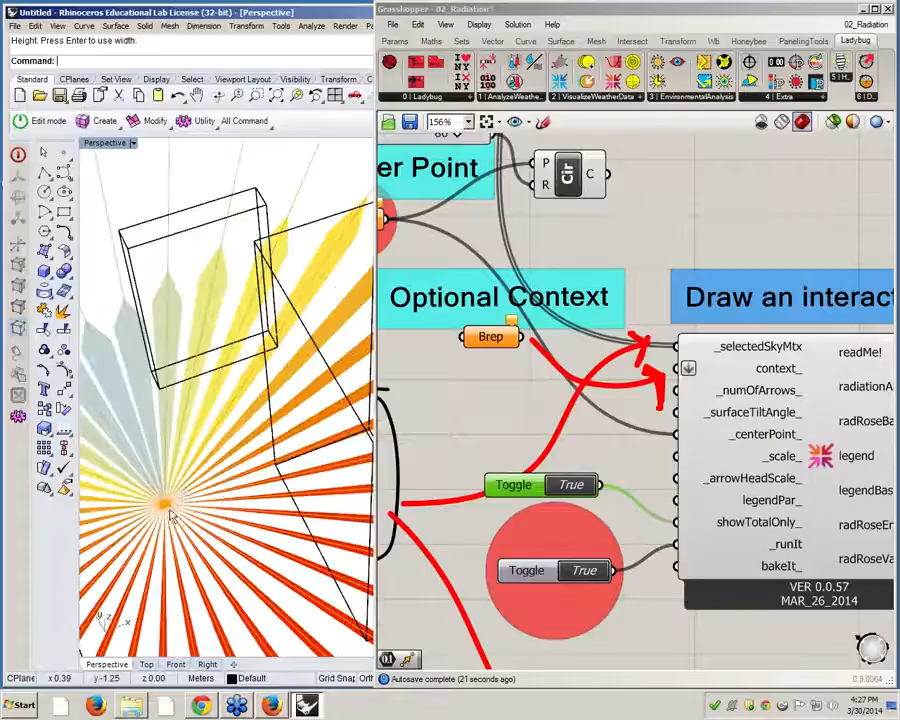 Untitled - Rhinoceros Educational Lab License (32-bit) - [Perspective]
File Edit View Curve Surface Solid Mesh Dimension Transform Tools Analyze Render
Height. Press Enter to use width:
Command:
Standard CPlanes Set View Display Select Viewport Layout Visibility Transform
Edit mode Create Modify Utility All Command
Perspective
z
y x
Perspective Top Front Right
CPlane x 0.39 y -1.25 z 0.00 Meters Default Grid Snap
Grasshopper - 02_Radiation*
File Edit View Display Solution Help 02_Radiation
Params Maths Sets Vector Curve Surface Mesh Intersect Transform Wb Honeybee PanelingTools Ladybug
0 | Ladybug 1 | AnalyzeWeathe... 2 | VisualizeWeatherData 3 | EnvironmentalAnalysis 4 | Extra
156%
er Point
P
R
Cir
C
Optional Context
Brep
Draw an interact
_selectedSkyMtx
context_
_numOfArrows_
_surfaceTiltAngle_
_centerPoint_
_scale_
_arrowHeadScale_
legendPar_
showTotalOnly_
_runIt
bakeIt_
readMe!
radiationA
radRoseBa
legend
legendBas
radRoseEn
radRoseVa
VER 0.0.57
MAR_26_2014
Toggle True
Toggle True
Autosave complete (21 seconds ago)
0.9.0064
Start
4:27 PM
3/30/2014